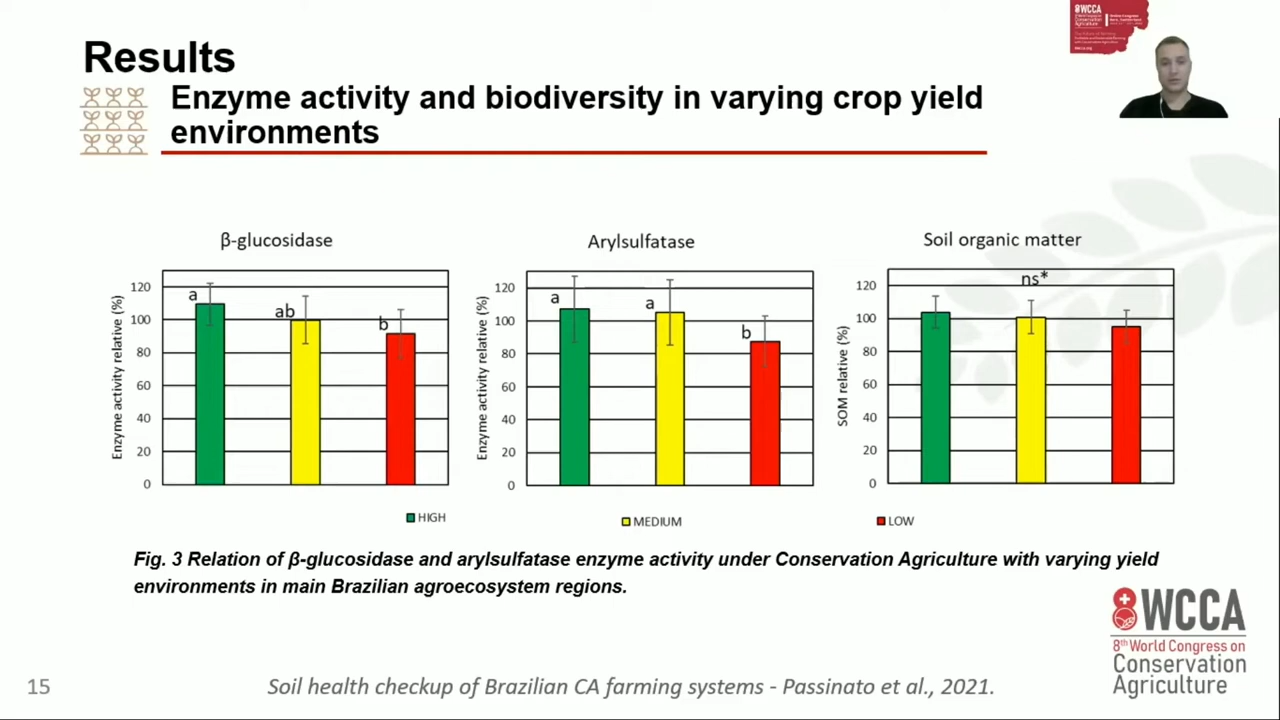 8WCCA
Results
Enzyme activity and biodiversity in varying crop yield
environments
β-glucosidase
Enzyme activity relative (%)
120
100
80
60
40
20
0
a
ab
b
Arylsulfatase
Enzyme activity relative (%)
120
100
80
60
40
20
0
a
a
b
Soil organic matter
SOM relative (%)
120
100
80
60
40
20
0
ns*
HIGH
MEDIUM
LOW
Fig. 3 Relation of β-glucosidase and arylsulfatase enzyme activity under Conservation Agriculture with varying yield
environments in main Brazilian agroecosystem regions.
8WCCA
8th World Congress on
Conservation
Agriculture
15
Soil health checkup of Brazilian CA farming systems - Passinato et al., 2021.